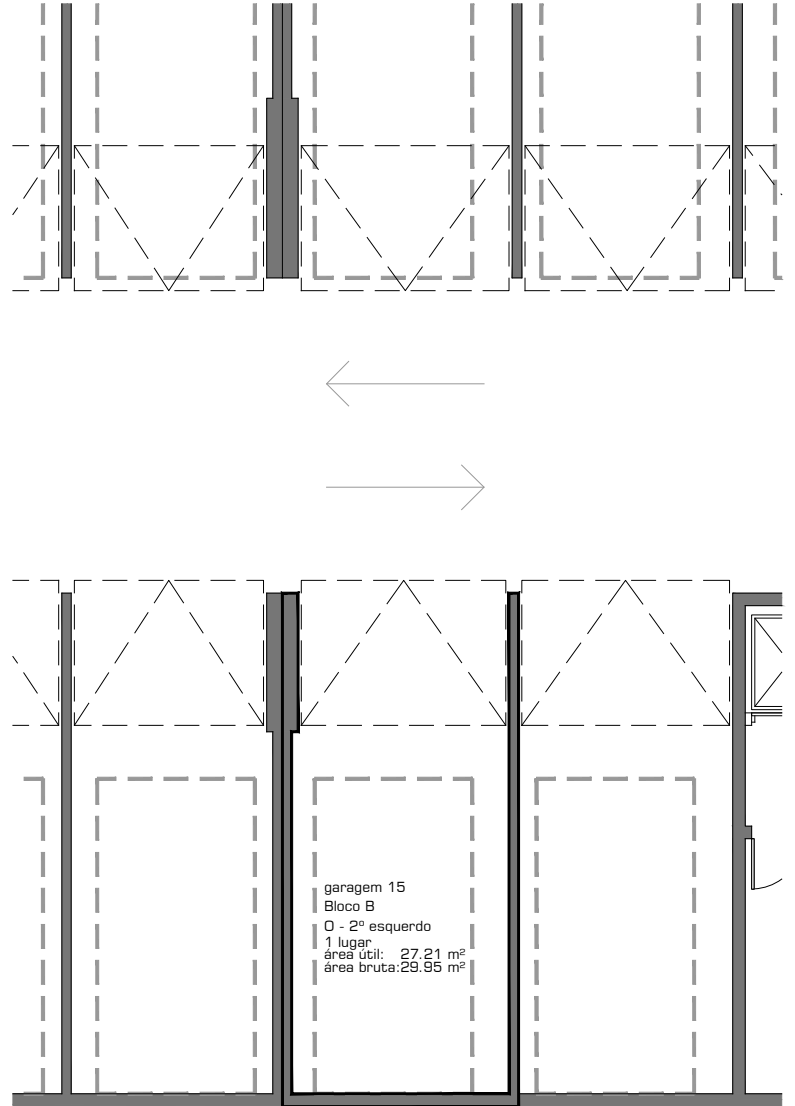 garagem 15
Bloco B
O - 2º esquerdo
1 lugar
área útil: 27.21 m²
área bruta:29.95 m²